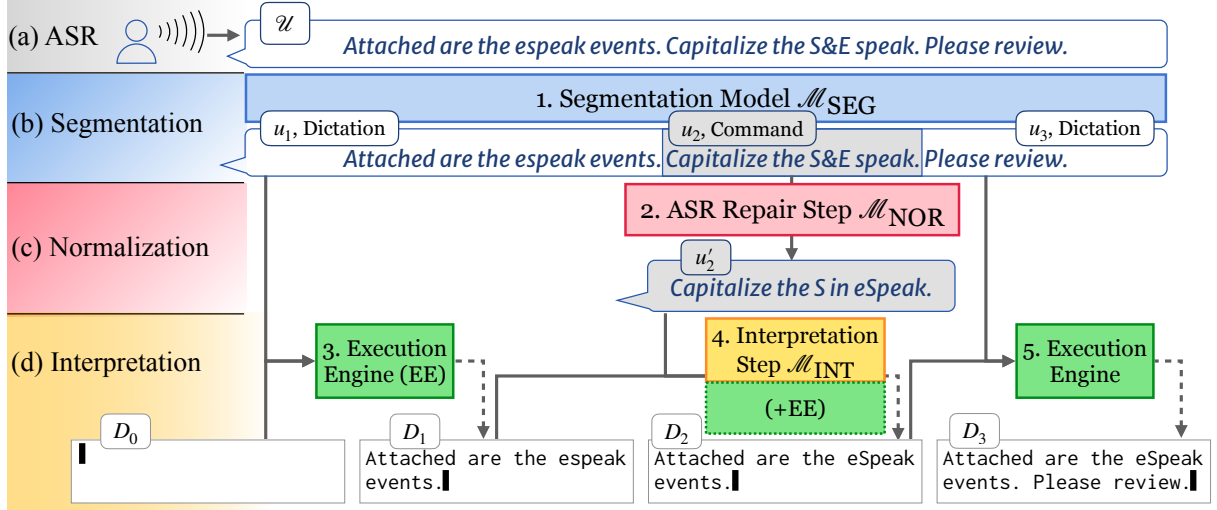 (a) ASR
𝒰
Attached are the espeak events. Capitalize the S&E speak. Please review.
(b) Segmentation
1. Segmentation Model ℳSEG
u1, Dictation
u2, Command
u3, Dictation
Attached are the espeak events. Capitalize the S&E speak. Please review.
(c) Normalization
2. ASR Repair Step ℳNOR
u2′
Capitalize the S in eSpeak.
(d) Interpretation
3. Execution
Engine (EE)
4. Interpretation
Step ℳINT
(+EE)
5. Execution
Engine
D0
D1
Attached are the espeak
events.
D2
Attached are the eSpeak
events.
D3
Attached are the eSpeak
events. Please review.